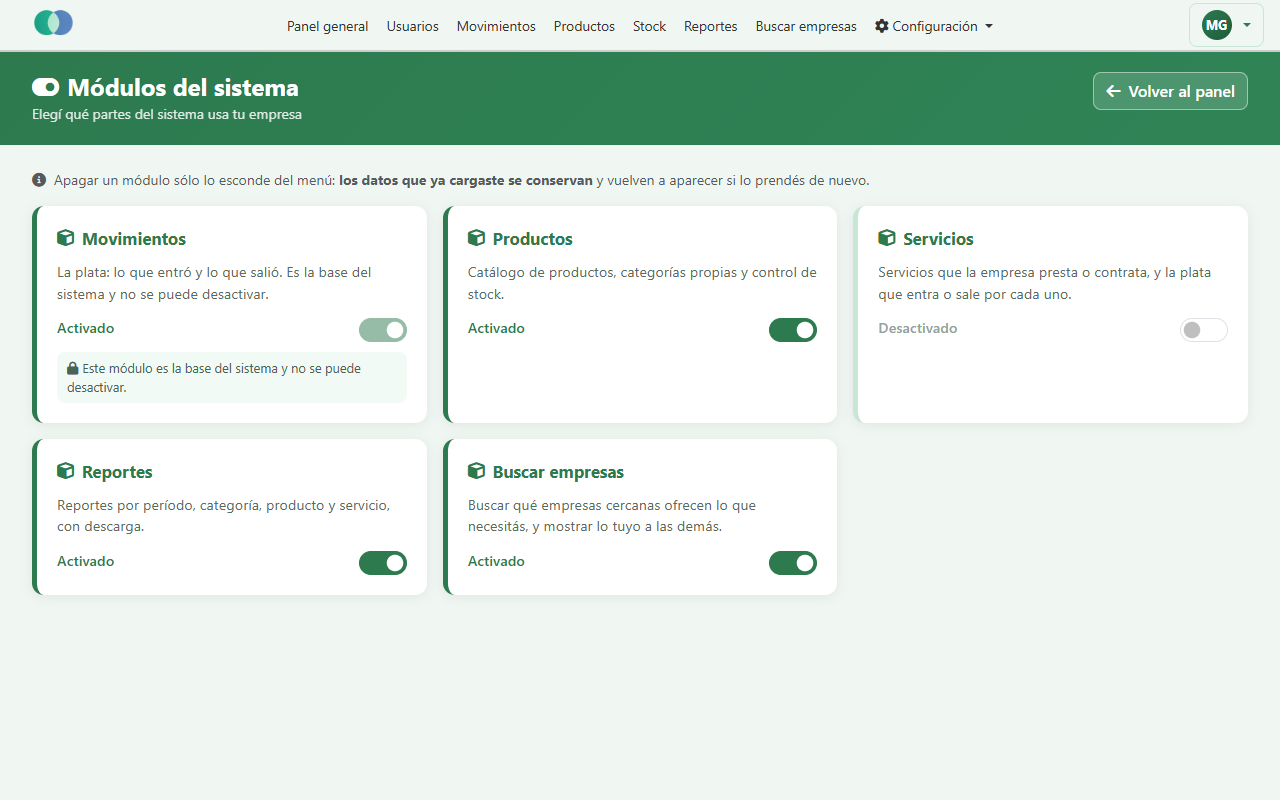 Panel general Usuarios Movimientos Productos Stock Reportes Buscar empresas Configuración MG
Módulos del sistema
Elegí qué partes del sistema usa tu empresa
Volver al panel
Apagar un módulo sólo lo esconde del menú: los datos que ya cargaste se conservan y vuelven a aparecer si lo prendés de nuevo.
Movimientos
La plata: lo que entró y lo que salió. Es la base del
sistema y no se puede desactivar.
Activado
Este módulo es la base del sistema y no se puede
desactivar.
Productos
Catálogo de productos, categorías propias y control de
stock.
Activado
Servicios
Servicios que la empresa presta o contrata, y la plata
que entra o sale por cada uno.
Desactivado
Reportes
Reportes por período, categoría, producto y servicio,
con descarga.
Activado
Buscar empresas
Buscar qué empresas cercanas ofrecen lo que
necesitás, y mostrar lo tuyo a las demás.
Activado